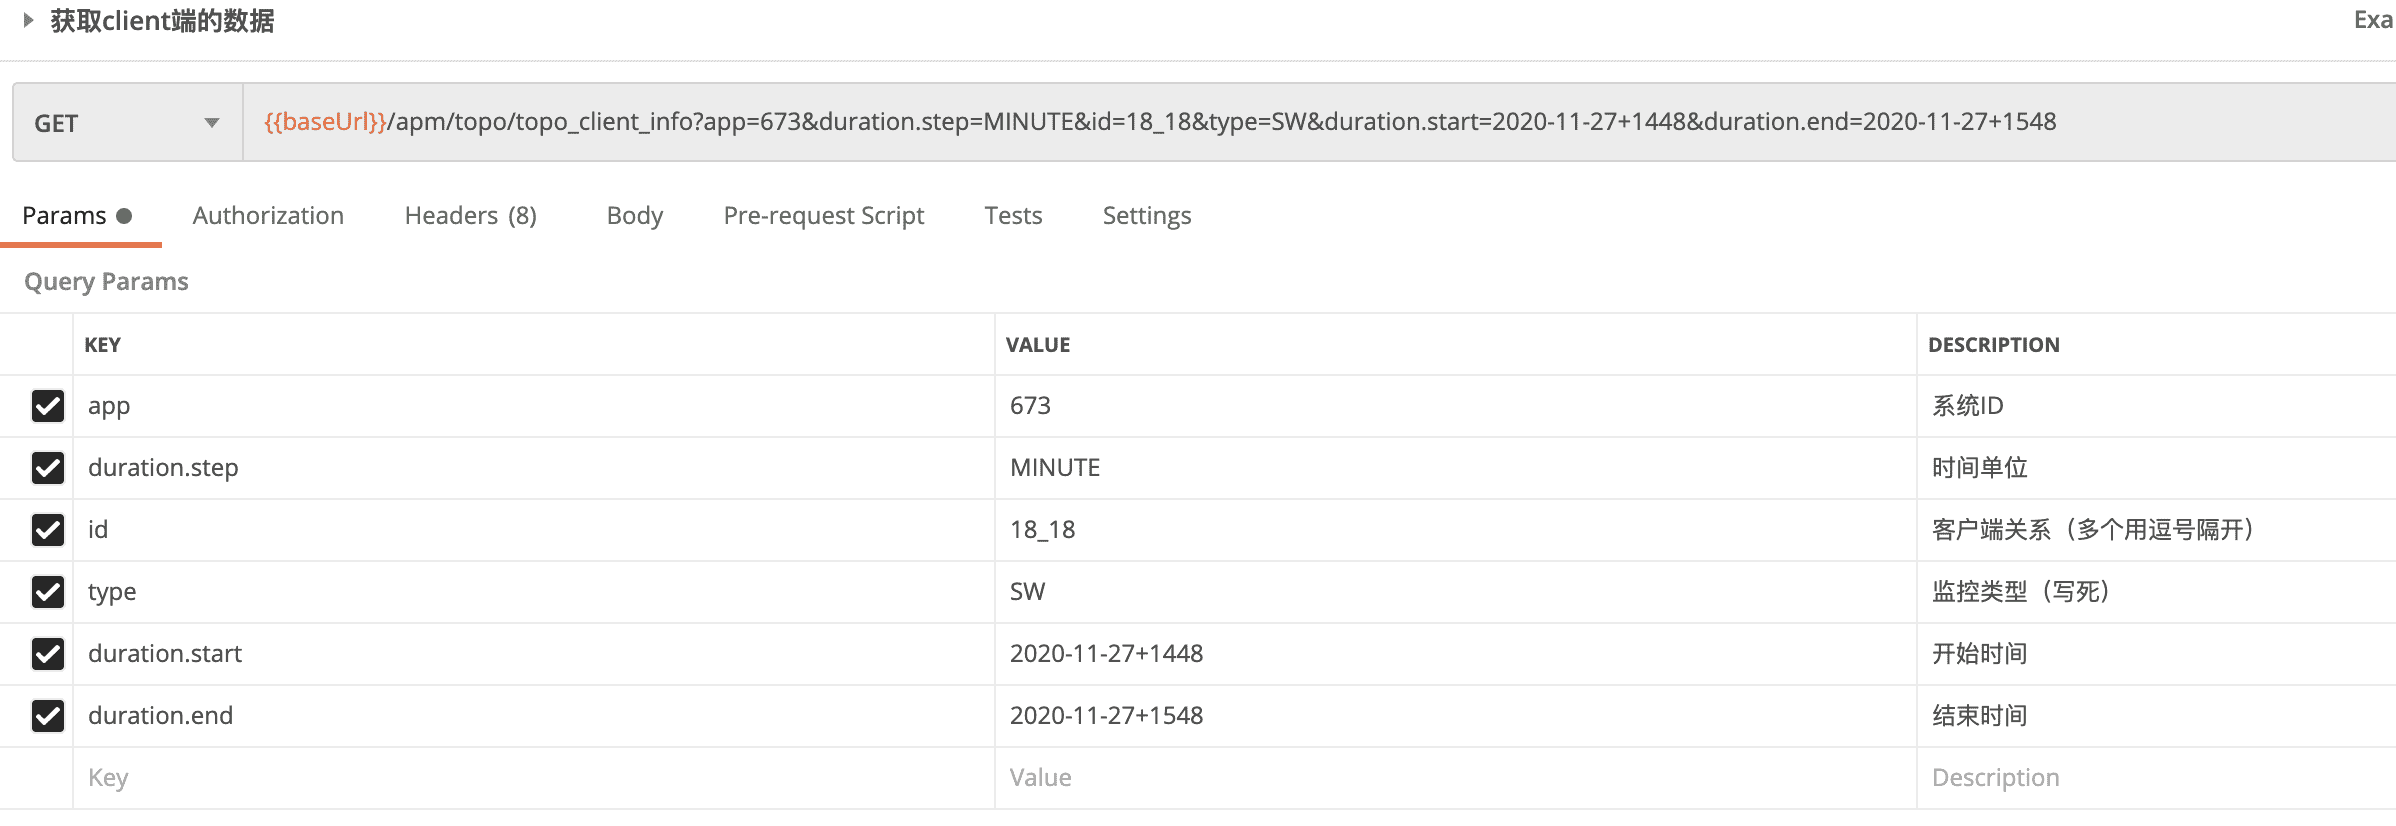 获取client端的数据
Exa
GET {{baseUrl}}/apm/topo/topo_client_info?app=673&duration.step=MINUTE&id=18_18&type=SW&duration.start=2020-11-27+1448&duration.end=2020-11-27+1548
Params Authorization Headers (8) Body Pre-request Script Tests Settings
Query Params
KEY VALUE DESCRIPTION
app 673 系统ID
duration.step MINUTE 时间单位
id 18_18 客户端关系（多个用逗号隔开）
type SW 监控类型（写死）
duration.start 2020-11-27+1448 开始时间
duration.end 2020-11-27+1548 结束时间
Key Value Description